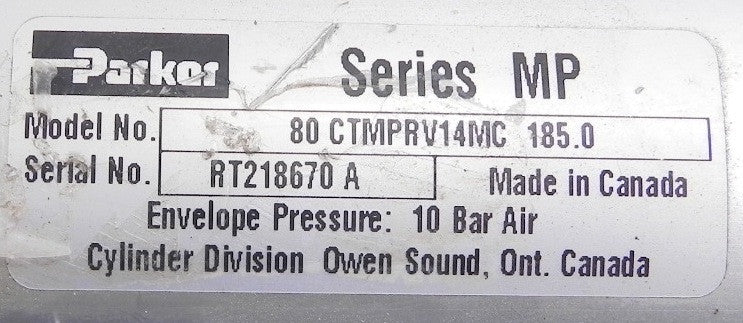 Parker
Series MP
Model No. 80 CTMPRV14MC 185.0
Serial No. RT218670 A Made in Canada
Envelope Pressure: 10 Bar Air
Cylinder Division Owen Sound, Ont. Canada